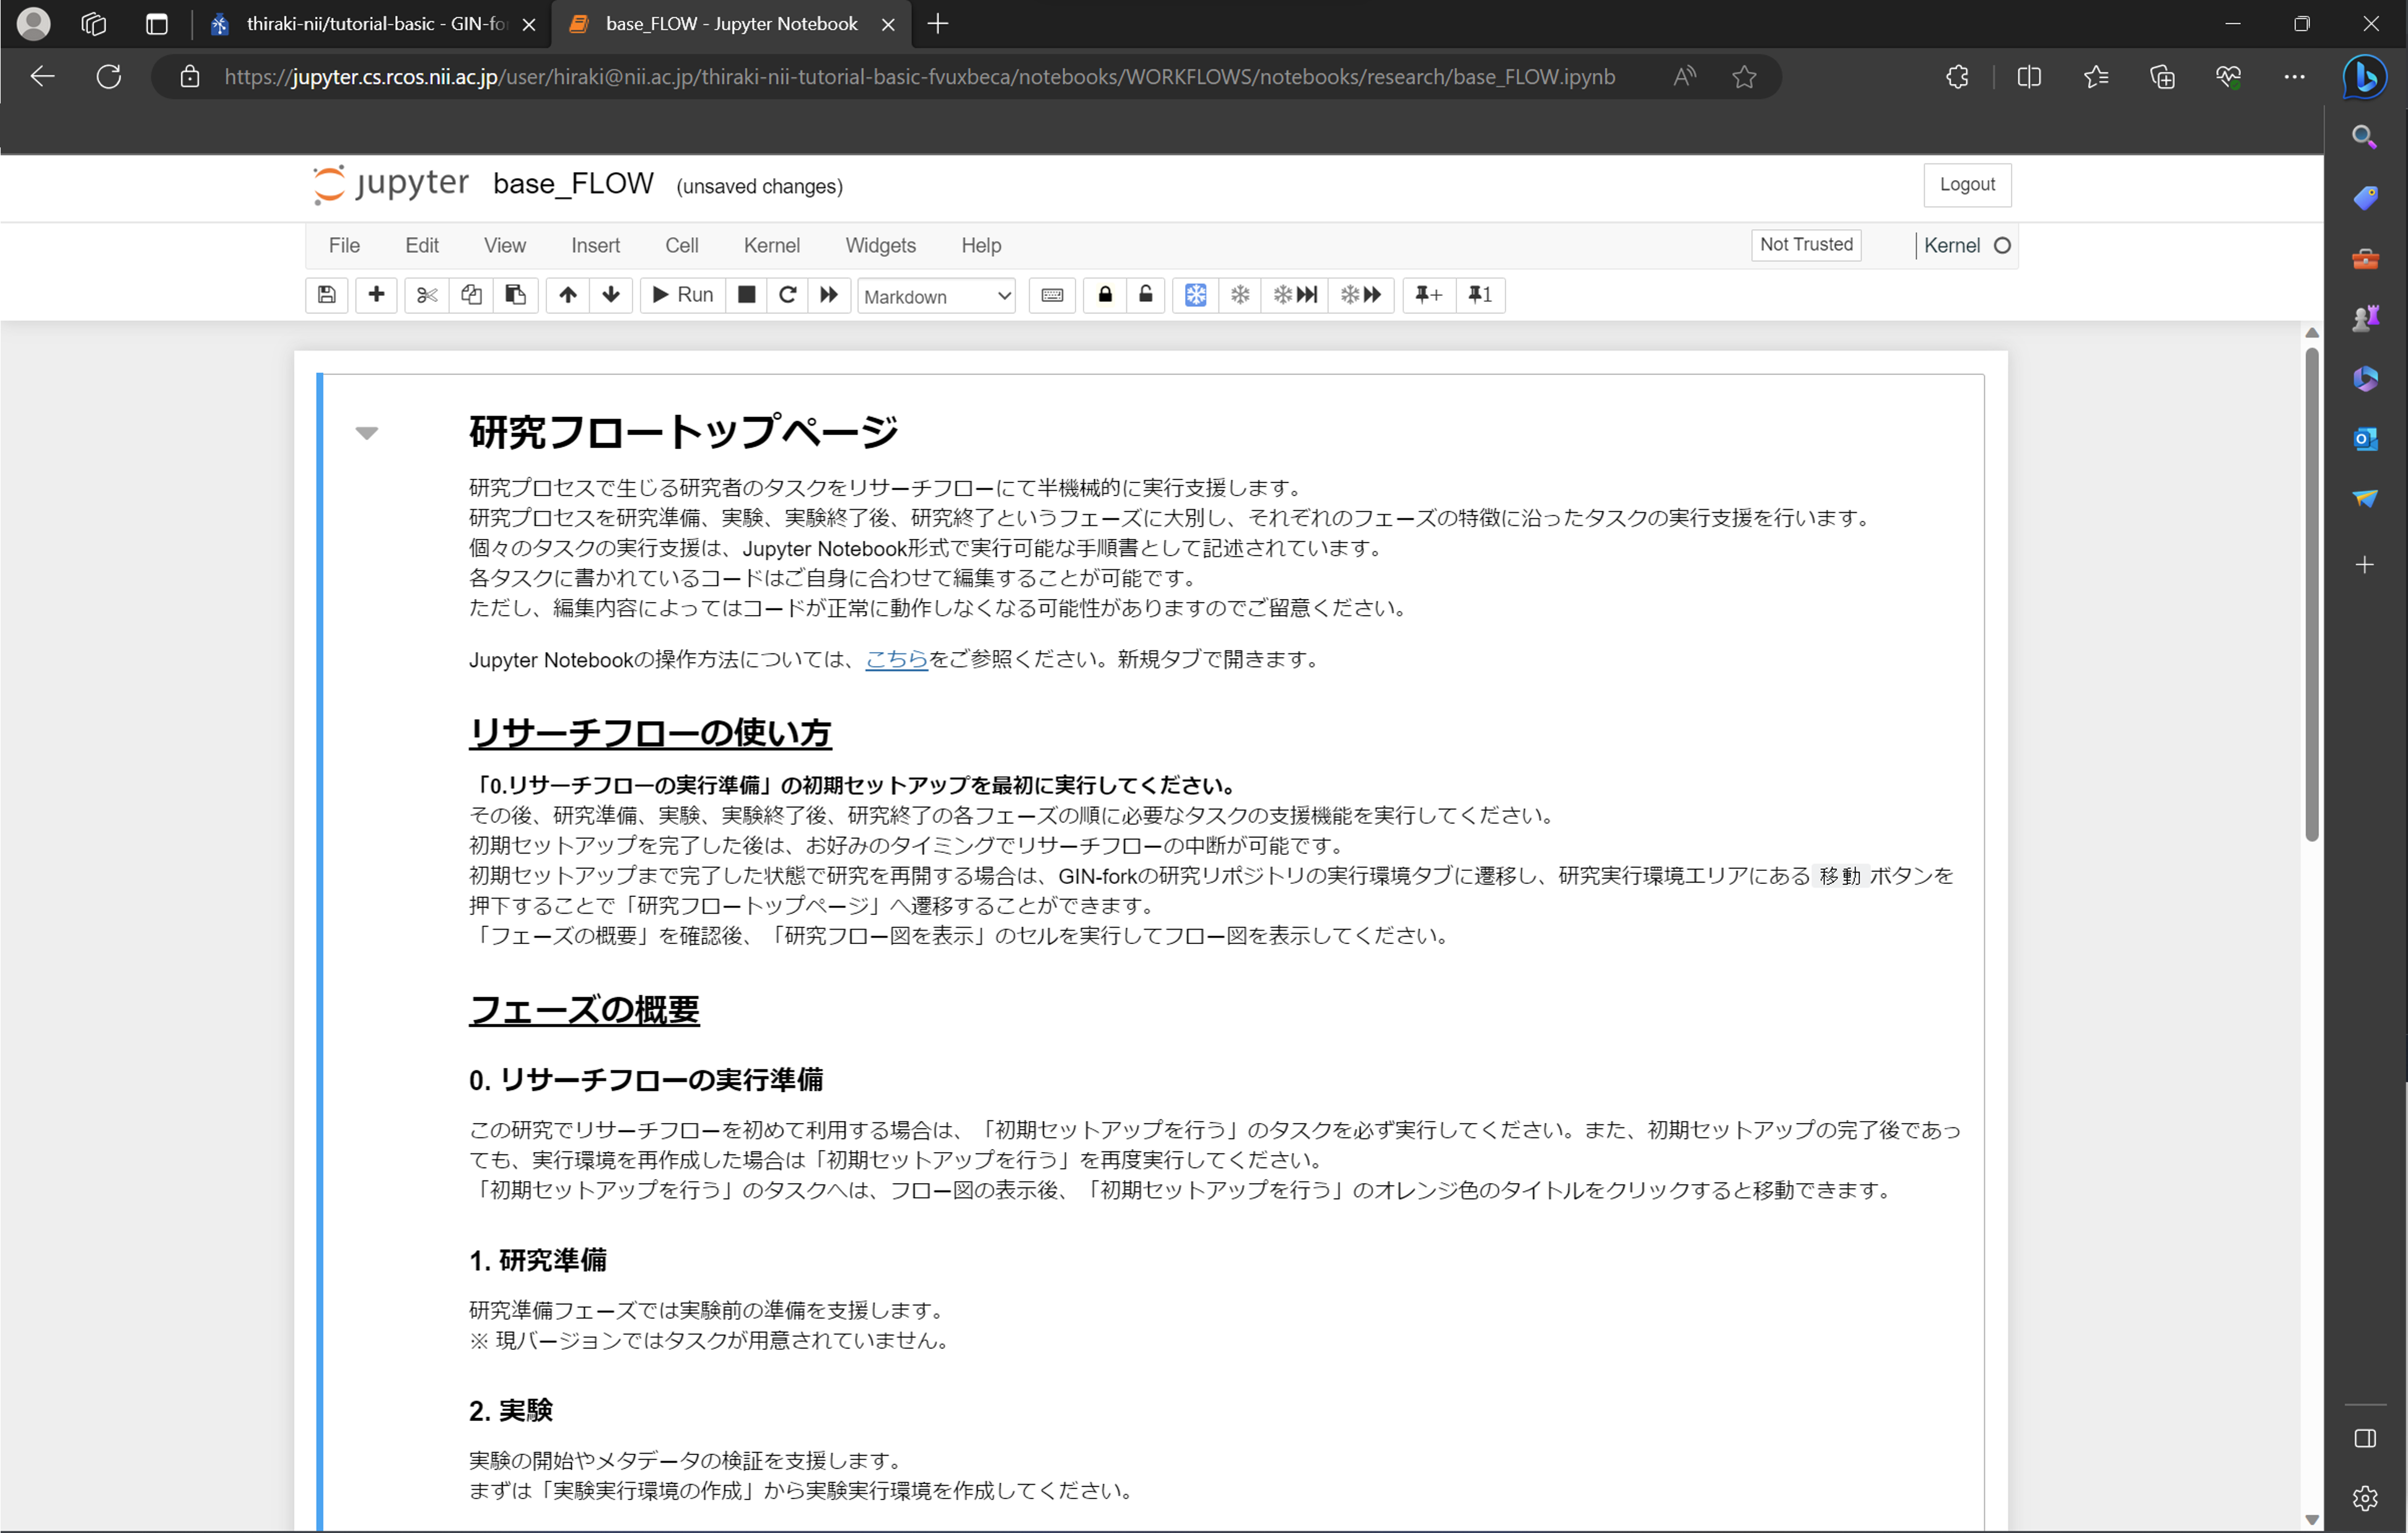 thiraki-nii/tutorial-basic - GIN-for
base_FLOW - Jupyter Notebook
https://jupyter.cs.rcos.nii.ac.jp/user/hiraki@nii.ac.jp/thiraki-nii-tutorial-basic-fvuxbeca/notebooks/WORKFLOWS/notebooks/research/base_FLOW.ipynb
jupyter base_FLOW (unsaved changes)
Logout
File Edit View Insert Cell Kernel Widgets Help
Not Trusted
Kernel
Run
Markdown
1
研究フロートップページ
研究プロセスで生じる研究者のタスクをリサーチフローにて半機械的に実行支援します。
研究プロセスを研究準備、実験、実験終了後、研究終了というフェーズに大別し、それぞれのフェーズの特徴に沿ったタスクの実行支援を行います。
個々のタスクの実行支援は、Jupyter Notebook形式で実行可能な手順書として記述されています。
各タスクに書かれているコードはご自身に合わせて編集することが可能です。
ただし、編集内容によってはコードが正常に動作しなくなる可能性がありますのでご留意ください。
Jupyter Notebookの操作方法については、こちらをご参照ください。新規タブで開きます。
リサーチフローの使い方
「0.リサーチフローの実行準備」の初期セットアップを最初に実行してください。
その後、研究準備、実験、実験終了後、研究終了の各フェーズの順に必要なタスクの支援機能を実行してください。
初期セットアップを完了した後は、お好みのタイミングでリサーチフローの中断が可能です。
初期セットアップまで完了した状態で研究を再開する場合は、GIN-forkの研究リポジトリの実行環境タブに遷移し、研究実行環境エリアにある 移動 ボタンを
押下することで「研究フロートップページ」へ遷移することができます。
「フェーズの概要」を確認後、「研究フロー図を表示」のセルを実行してフロー図を表示してください。
フェーズの概要
0. リサーチフローの実行準備
この研究でリサーチフローを初めて利用する場合は、「初期セットアップを行う」のタスクを必ず実行してください。また、初期セットアップの完了後であっ
ても、実行環境を再作成した場合は「初期セットアップを行う」を再度実行してください。
「初期セットアップを行う」のタスクへは、フロー図の表示後、「初期セットアップを行う」のオレンジ色のタイトルをクリックすると移動できます。
1. 研究準備
研究準備フェーズでは実験前の準備を支援します。
※ 現バージョンではタスクが用意されていません。
2. 実験
実験の開始やメタデータの検証を支援します。
まずは「実験実行環境の作成」から実験実行環境を作成してください。